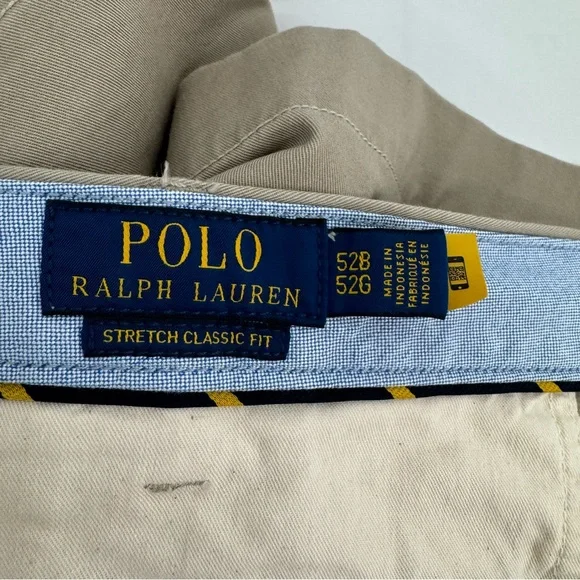 POLO
RALPH LAUREN
STRETCH CLASSIC FIT
52B
52G
MADE IN
INDONESIA
FABRIQUÉ EN
INDONÉSIE